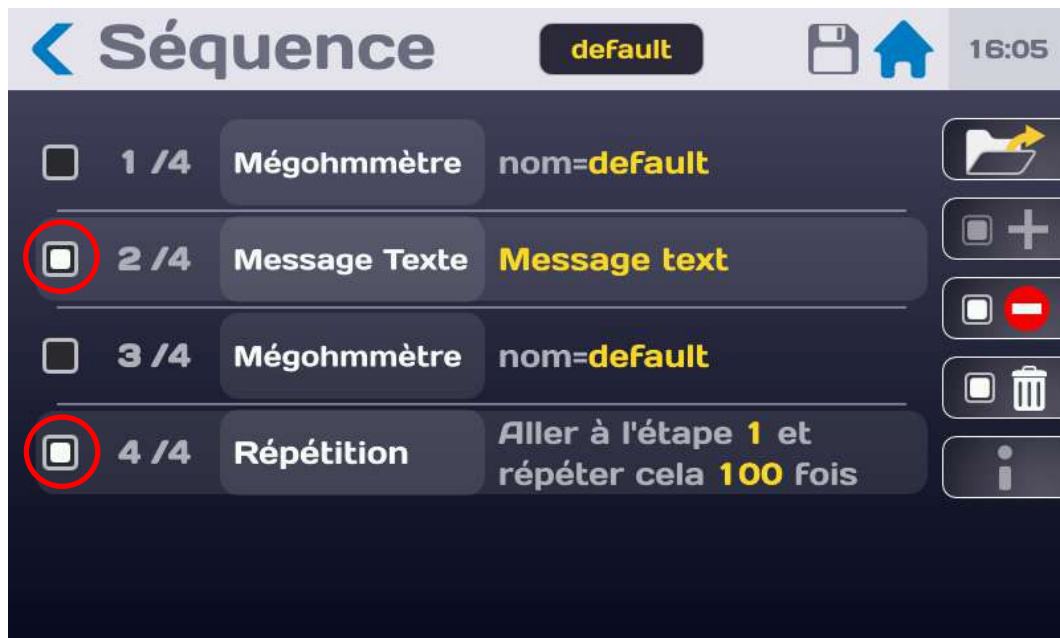 Séquence default 16:05
1 /4 Mégohmmètre nom=default
2 /4 Message Texte Message text
3 /4 Mégohmmètre nom=default
4 /4 Répétition Aller à l'étape 1 et
répéter cela 100 fois